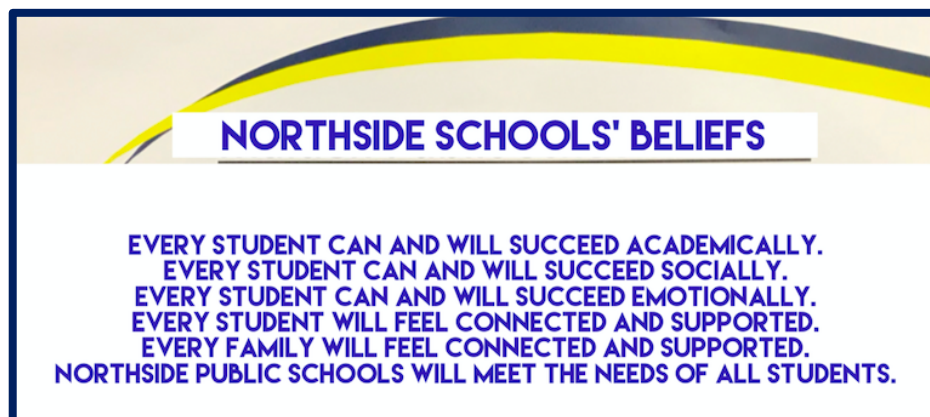 NORTHSIDE SCHOOLS' BELIEFS
EVERY STUDENT CAN AND WILL SUCCEED ACADEMICALLY.
EVERY STUDENT CAN AND WILL SUCCEED SOCIALLY.
EVERY STUDENT CAN AND WILL SUCCEED EMOTIONALLY.
EVERY STUDENT WILL FEEL CONNECTED AND SUPPORTED.
EVERY FAMILY WILL FEEL CONNECTED AND SUPPORTED.
NORTHSIDE PUBLIC SCHOOLS WILL MEET THE NEEDS OF ALL STUDENTS.